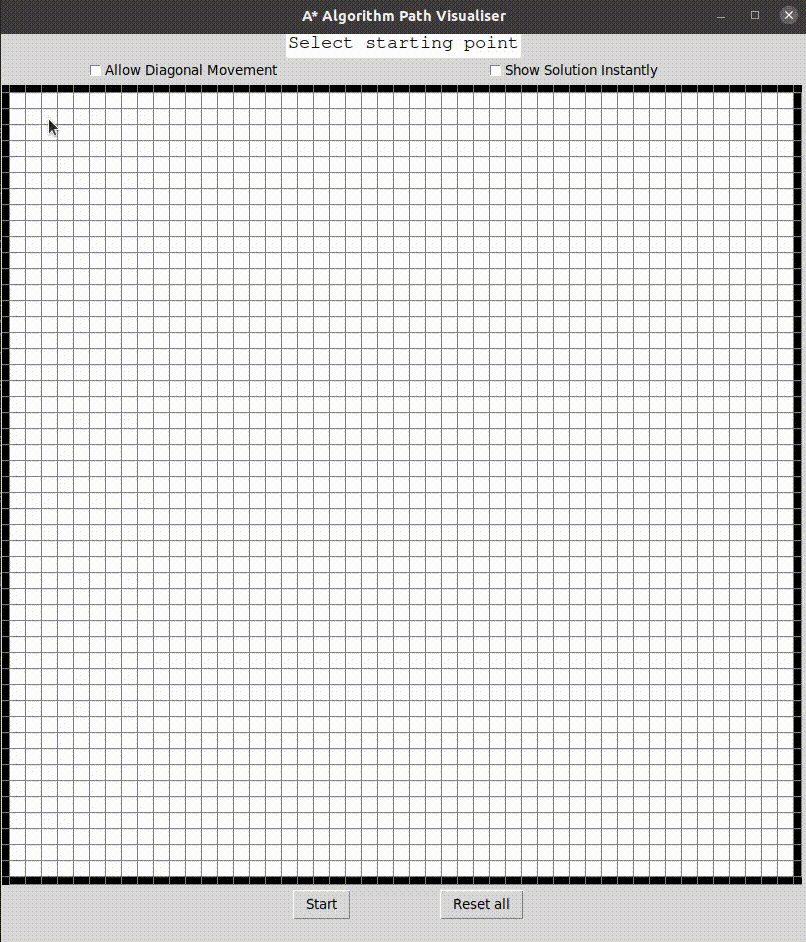 A* Algorithm Path Visualiser
Select starting point
Allow Diagonal Movement
Show Solution Instantly
Start
Reset all